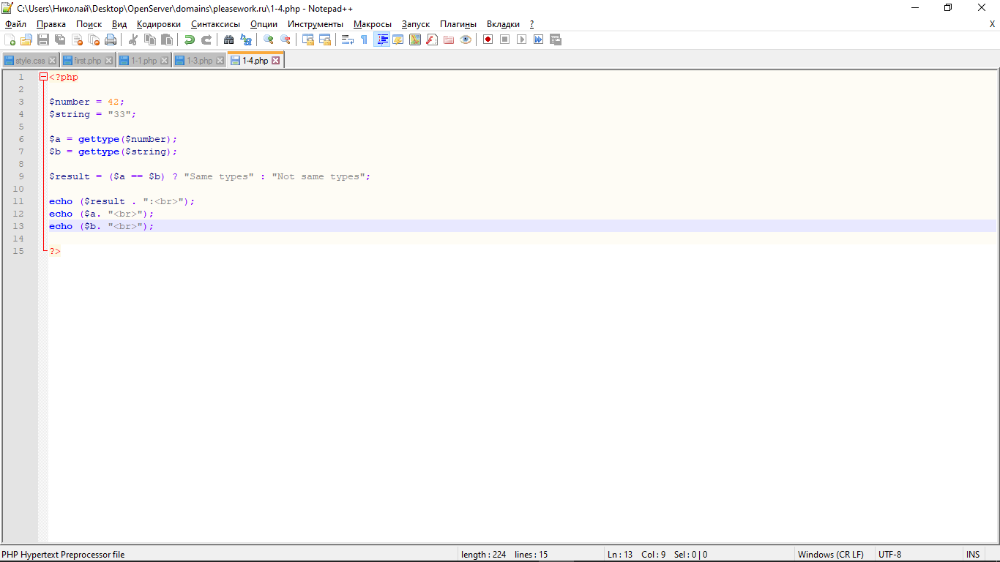 C:\Users\Николай\Desktop\OpenServer\domains\pleasework.ru\1-4.php - Notepad++
Файл Правка Поиск Вид Кодировки Синтаксисы Опции Инструменты Макросы Запуск Плагины Вкладки ? X
style.css first.php 1-1.php 1-3.php 1-4.php
1 <?php
2
3 $number = 42;
4 $string = "33";
5
6 $a = gettype($number);
7 $b = gettype($string);
8
9 $result = ($a == $b) ? "Same types" : "Not same types";
10
11 echo ($result . ":<br>");
12 echo ($a. "<br>");
13 echo ($b. "<br>");
14
15 ?>
PHP Hypertext Preprocessor file length : 224 lines : 15 Ln : 13 Col : 9 Sel : 0 | 0 Windows (CR LF) UTF-8 INS